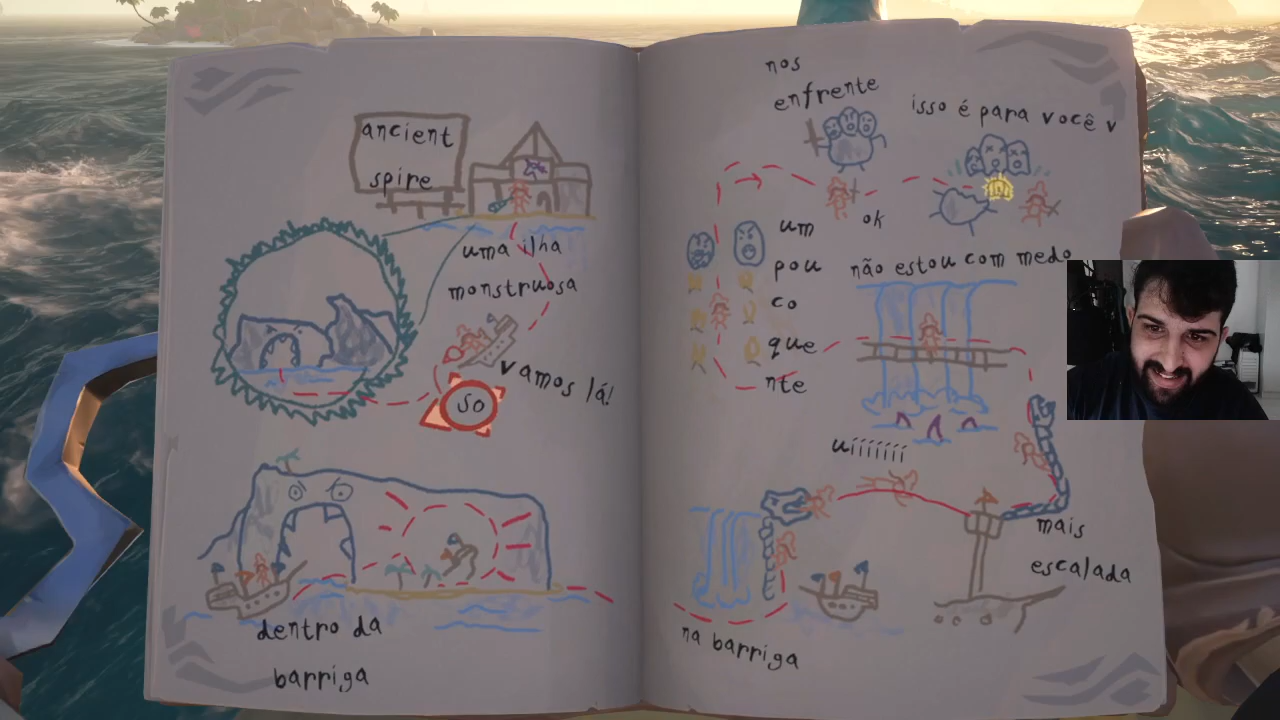 ancient
spire
uma ilha
monstruosa
vamos lá!
so
dentro da
barriga
nos
enfrente
isso é para você v
ok
um
pou
co
que
nte
não estou com medo
uiíííííí
mais
escalada
na barriga